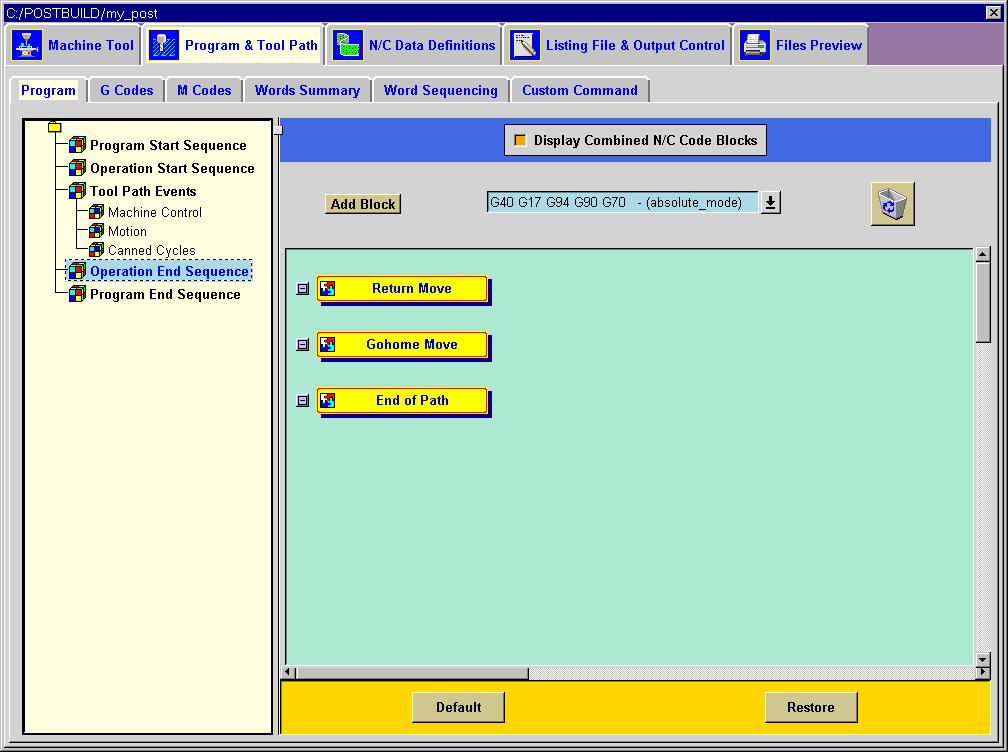 C:/POSTBUILD/my_post
Machine Tool
Program & Tool Path
N/C Data Definitions
Listing File & Output Control
Files Preview
Program
G Codes
M Codes
Words Summary
Word Sequencing
Custom Command
Program Start Sequence
Operation Start Sequence
Tool Path Events
Machine Control
Motion
Canned Cycles
Operation End Sequence
Program End Sequence
Display Combined N/C Code Blocks
Add Block
G40 G17 G94 G90 G70 - (absolute_mode)
Return Move
Gohome Move
End of Path
Default
Restore